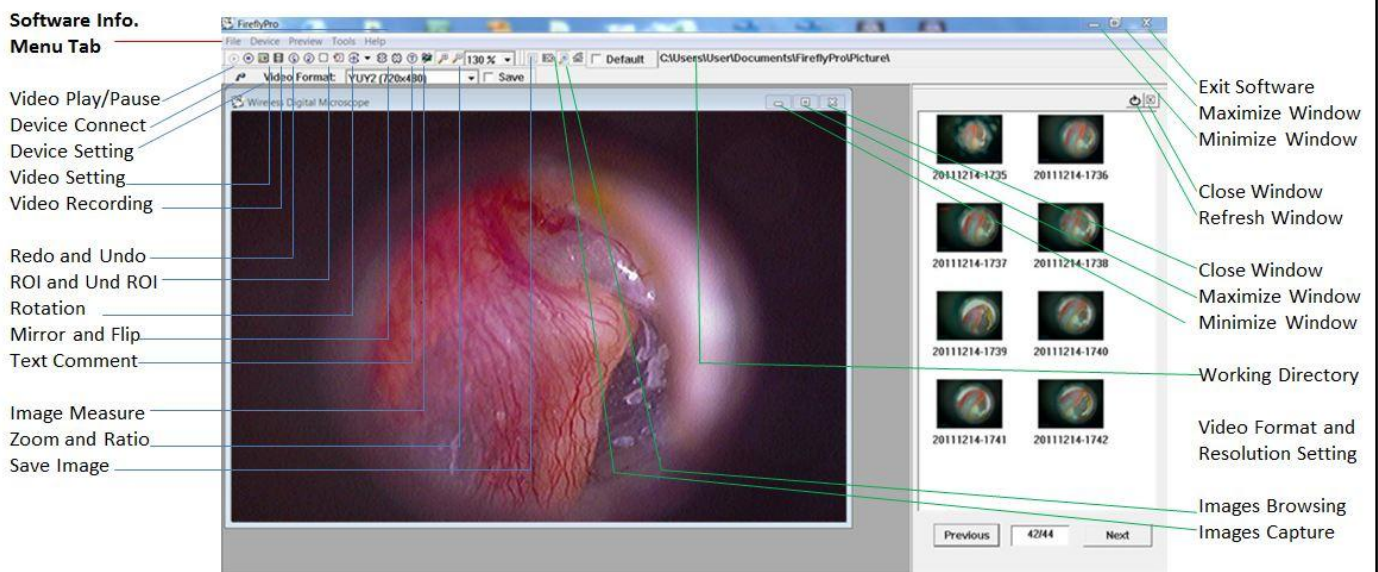 Software Info.
Menu Tab
Video Play/Pause
Device Connect
Device Setting
Video Setting
Video Recording
Redo and Undo
ROI and Und ROI
Rotation
Mirror and Flip
Text Comment
Image Measure
Zoom and Ratio
Save Image
FireflyPro
File Device Preview Tools Help
130 % Default C:\Users\User\Documents\FireflyPro\Picture\
Video Format: YUY2 (720x480) Save
Wireless Digital Microscope
20111214-1735 20111214-1736
20111214-1737 20111214-1738
20111214-1739 20111214-1740
20111214-1741 20111214-1742
Previous 42/44 Next
Exit Software
Maximize Window
Minimize Window
Close Window
Refresh Window
Close Window
Maximize Window
Minimize Window
Working Directory
Video Format and
Resolution Setting
Images Browsing
Images Capture